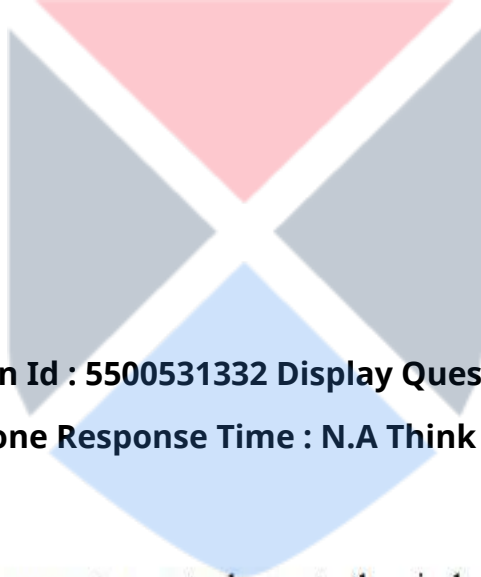 n Id : 5500531332 Display Ques
one Response Time : N.A Think